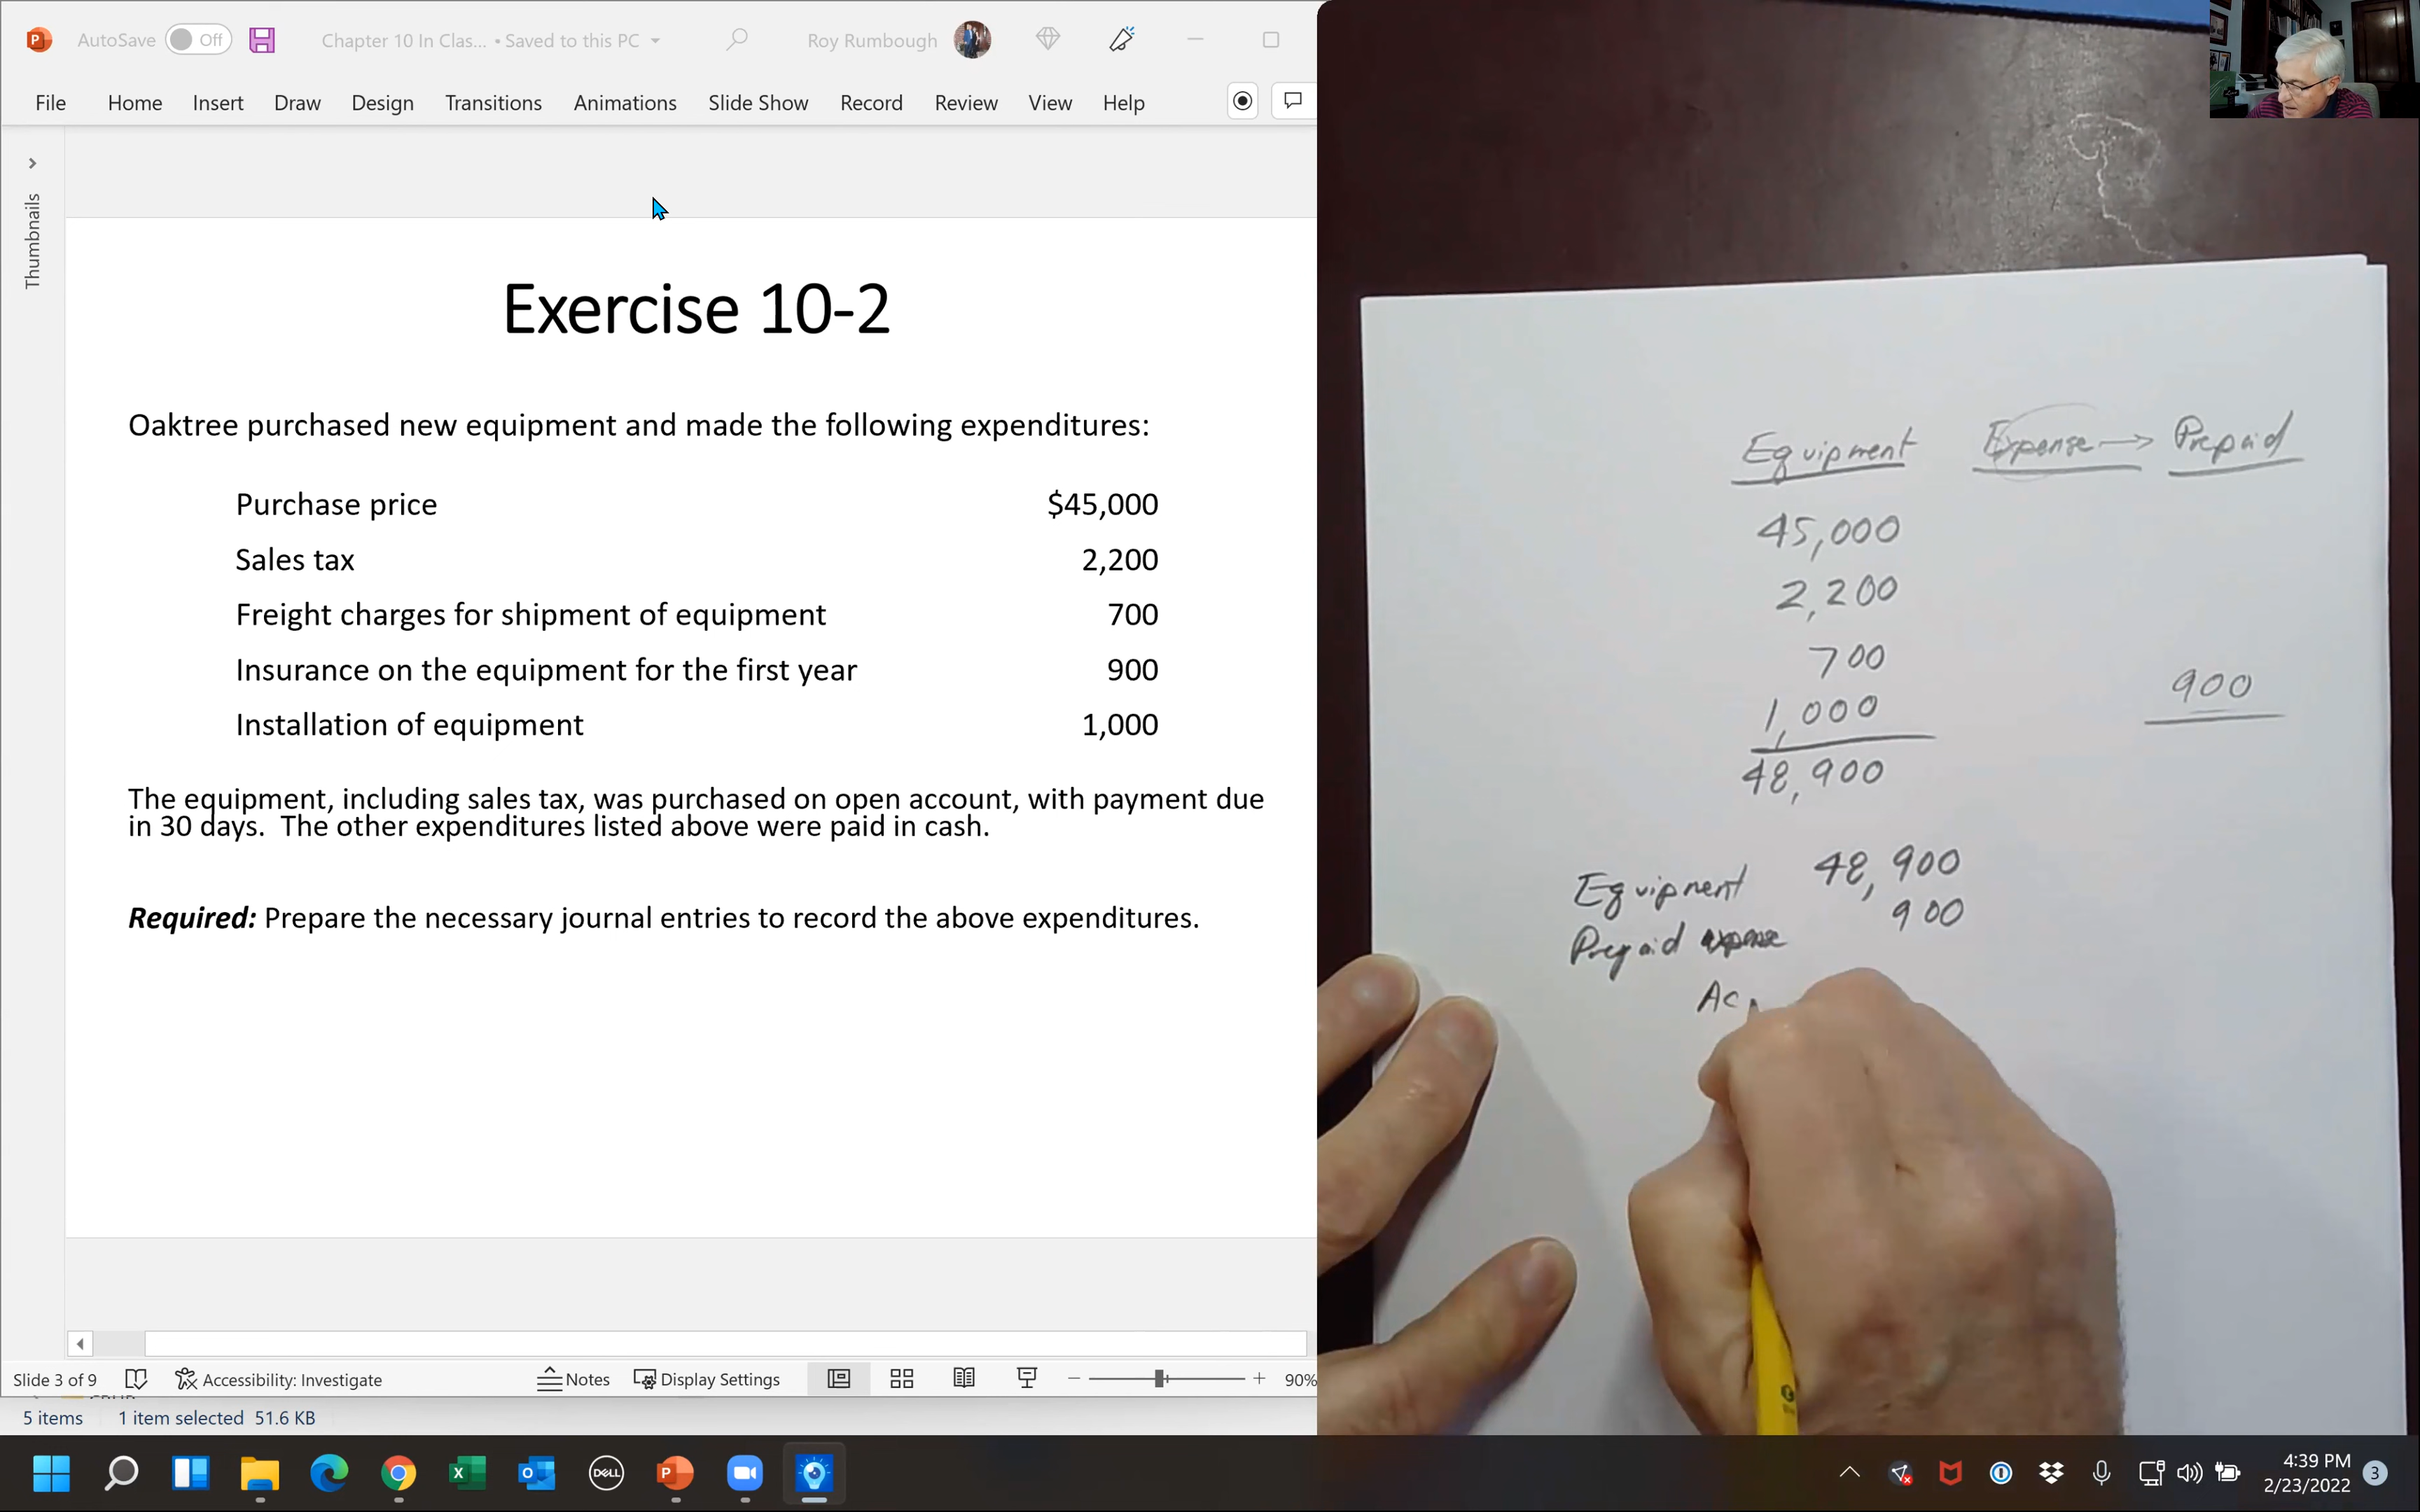 AutoSave Off Chapter 10 In Clas... • Saved to this PC Roy Rumbough
File Home Insert Draw Design Transitions Animations Slide Show Record Review View Help
Thumbnails
Exercise 10-2
Oaktree purchased new equipment and made the following expenditures:
Purchase price $45,000
Sales tax 2,200
Freight charges for shipment of equipment 700
Insurance on the equipment for the first year 900
Installation of equipment 1,000
The equipment, including sales tax, was purchased on open account, with payment due
in 30 days. The other expenditures listed above were paid in cash.
Required: Prepare the necessary journal entries to record the above expenditures.
Slide 3 of 9 Accessibility: Investigate Notes Display Settings 90%
5 items 1 item selected 51.6 KB
Equipment Expense → Prepaid
45,000
2,200
700
900
1,000
48,900
Equipment 48,900
Prepaid expense 900
Ac
DELL
4:39 PM
2/23/2022 3